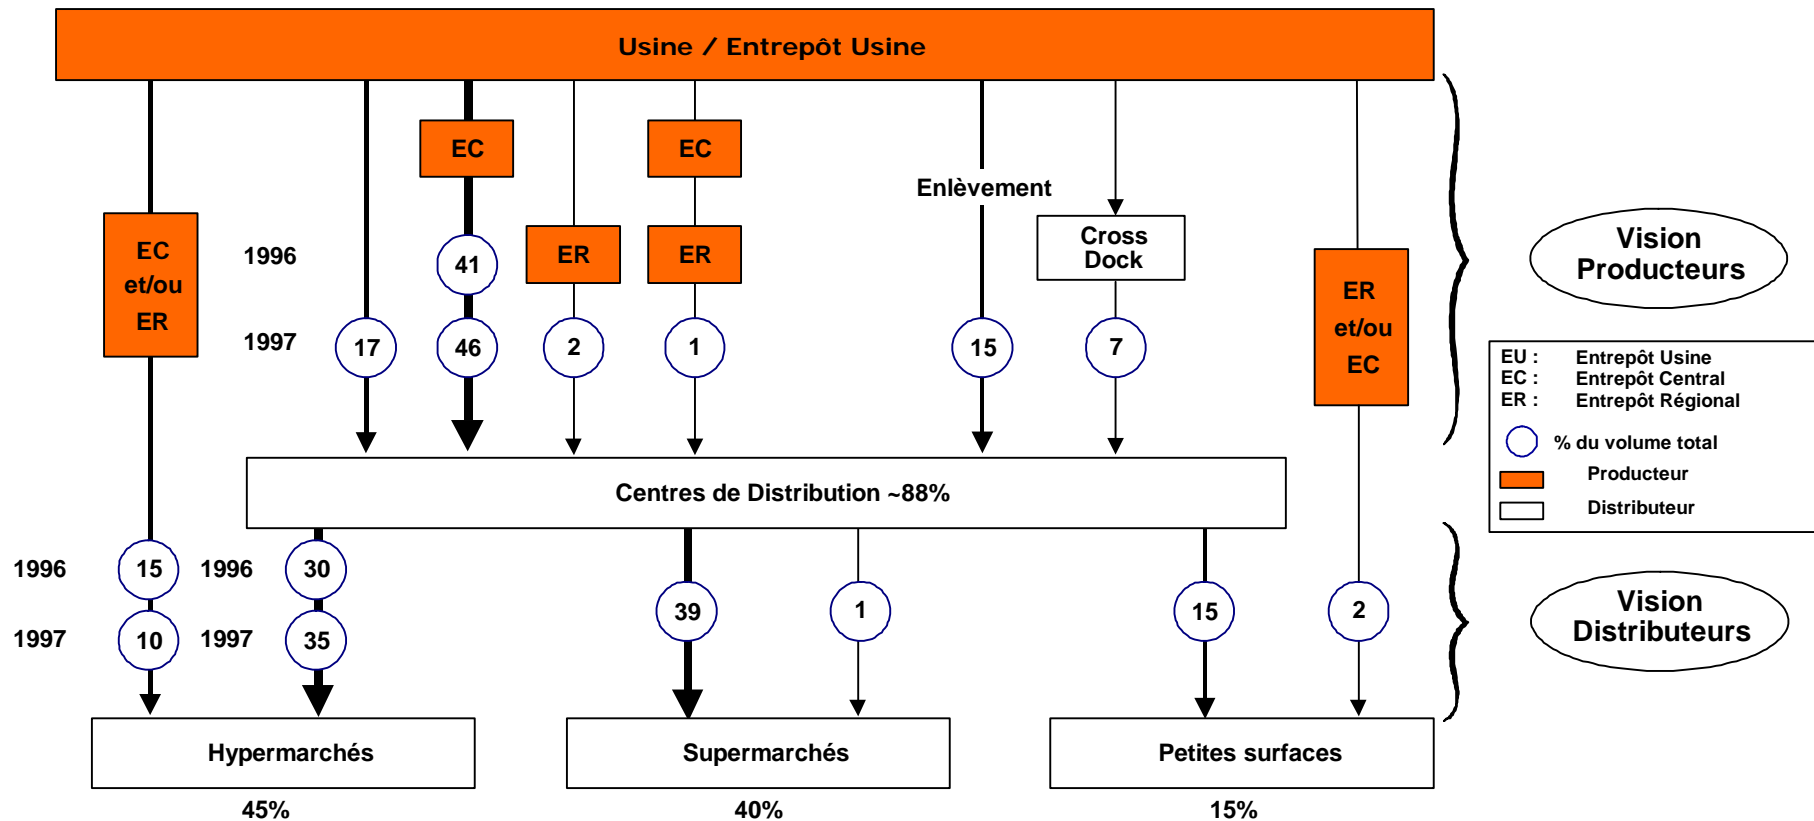 Usine / Entrepôt Usine
EC
EC
Enlèvement
EC
et/ou
ER
1996
41
ER
ER
Cross
Dock
ER
et/ou
EC
Vision
Producteurs
1997
17
46
2
1
15
7
EU : Entrepôt Usine
EC : Entrepôt Central
ER : Entrepôt Régional
% du volume total
Producteur
Distributeur
Centres de Distribution ~88%
1996
15
1996
30
39
1
15
2
1997
10
1997
35
Vision
Distributeurs
Hypermarchés
Supermarchés
Petites surfaces
45%
40%
15%